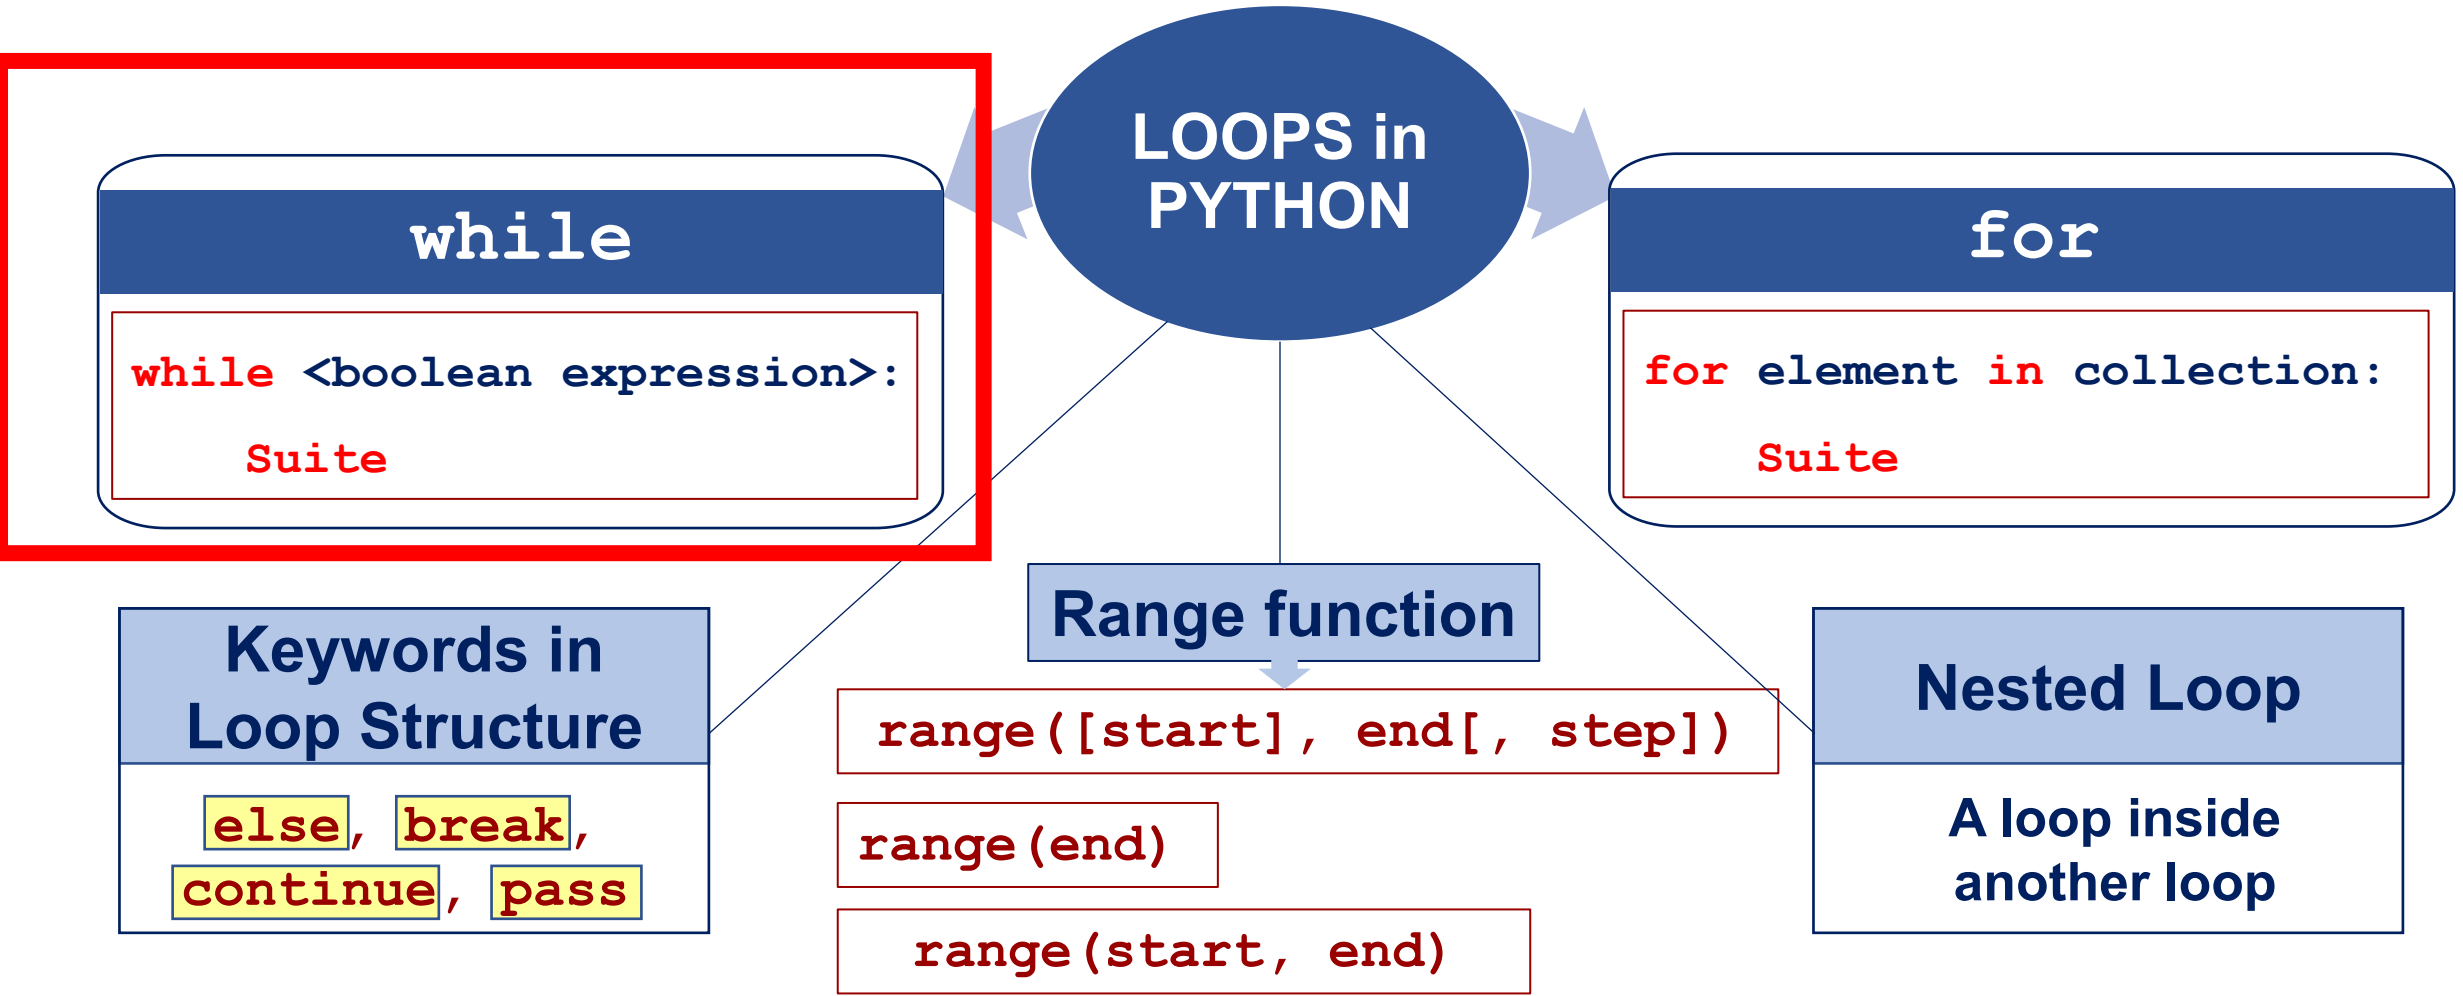 LOOPS in
PYTHON
while
while <boolean expression>:
Suite
for
for element in collection:
Suite
Keywords in
Loop Structure
else, break,
continue, pass
Range function
range([start], end[, step])
range(end)
range(start, end)
Nested Loop
A loop inside
another loop